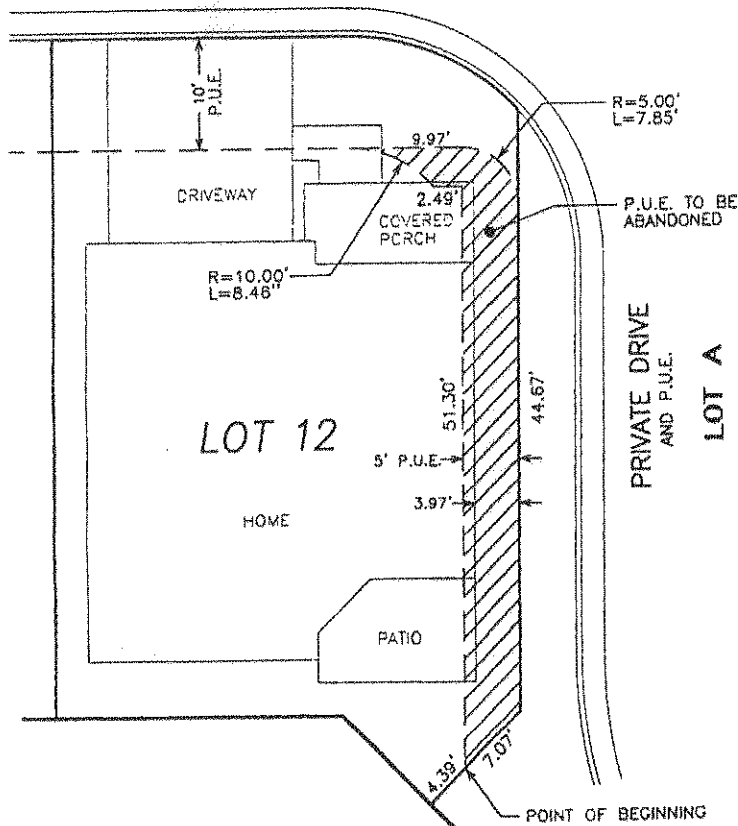 10'
P.U.E.
R=5.00'
L=7.85'
9.97'
DRIVEWAY
2.49'
COVERED
PORCH
P.U.E. TO BE
ABANDONED
R=10.00'
L=8.46"
PRIVATE DRIVE
AND P.U.E.
LOT A
51.30'
44.67'
LOT 12
5' P.U.E.
3.97'
HOME
PATIO
4.39'
7.07'
POINT OF BEGINNING